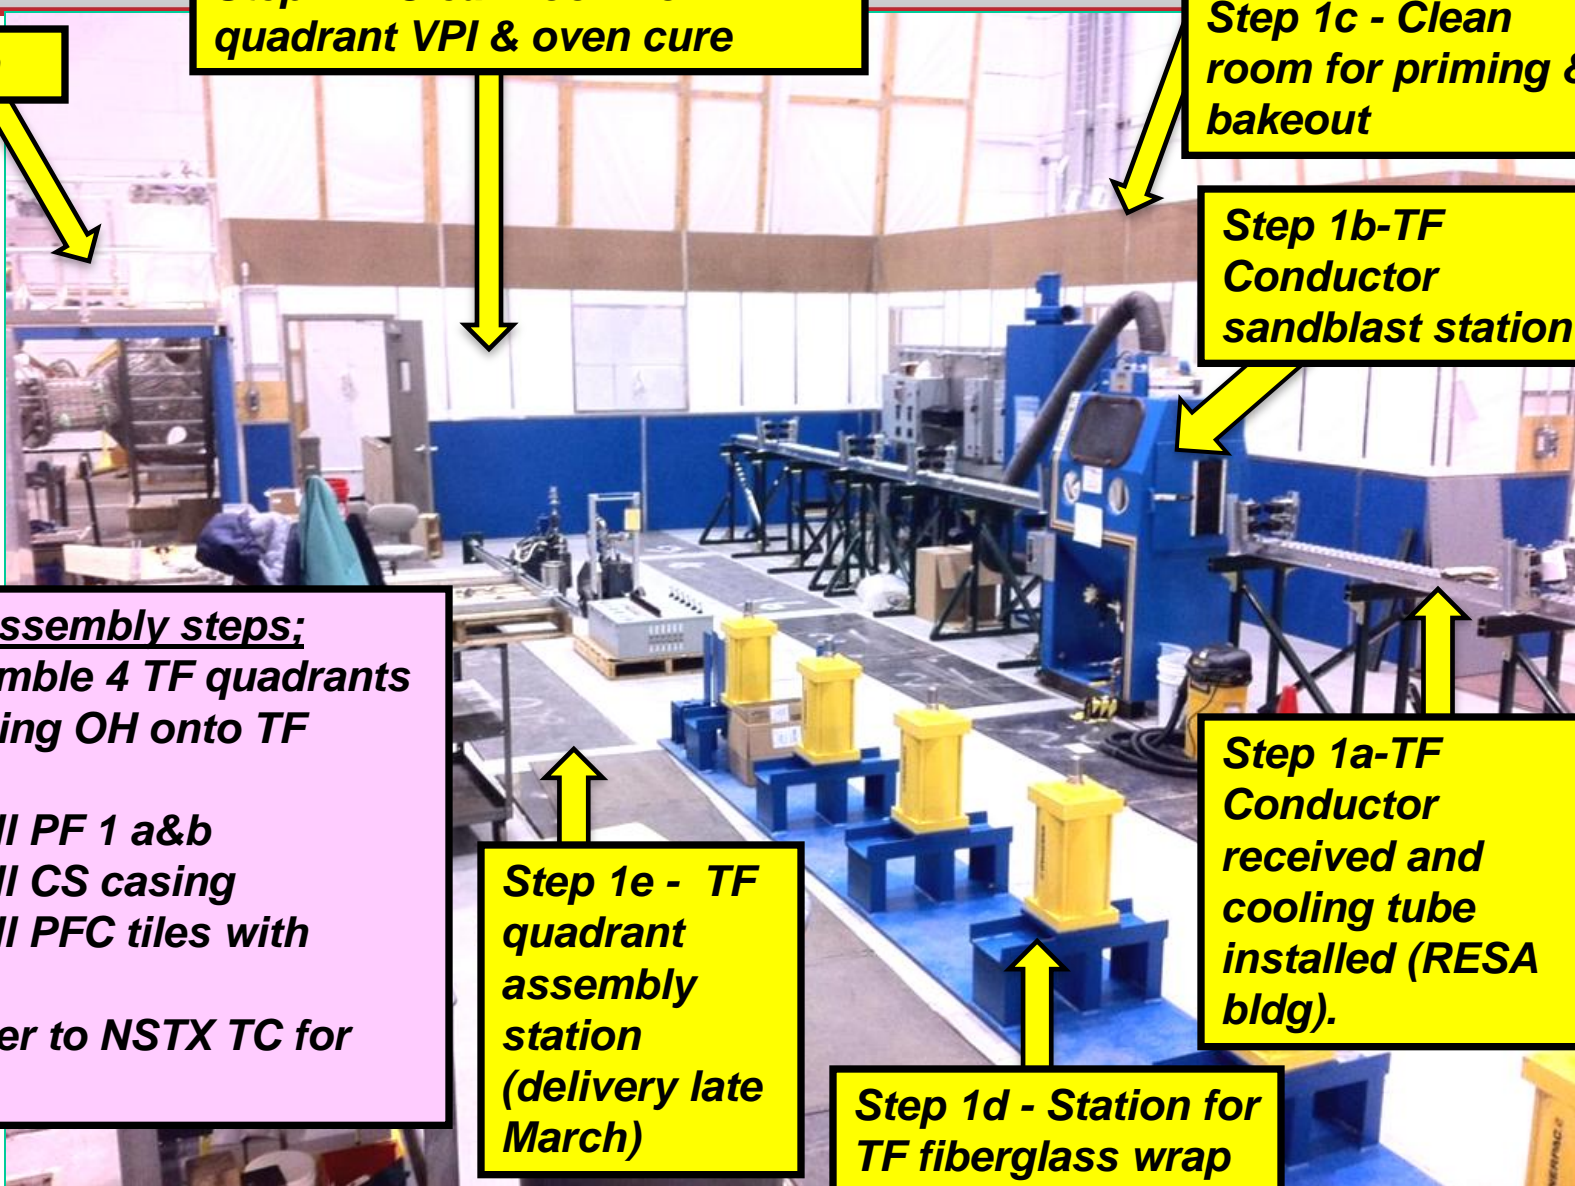 quadrant VPI & oven cure
Step 1c - Clean
room for priming &
bakeout
Step 1b-TF
Conductor
sandblast station
ssembly steps;
mble 4 TF quadrants
ing OH onto TF
ll PF 1 a&b
ll CS casing
ll PFC tiles with
er to NSTX TC for
Step 1e - TF
quadrant
assembly
station
(delivery late
March)
Step 1a-TF
Conductor
received and
cooling tube
installed (RESA
bldg).
Step 1d - Station for
TF fiberglass wrap
ENERPAC